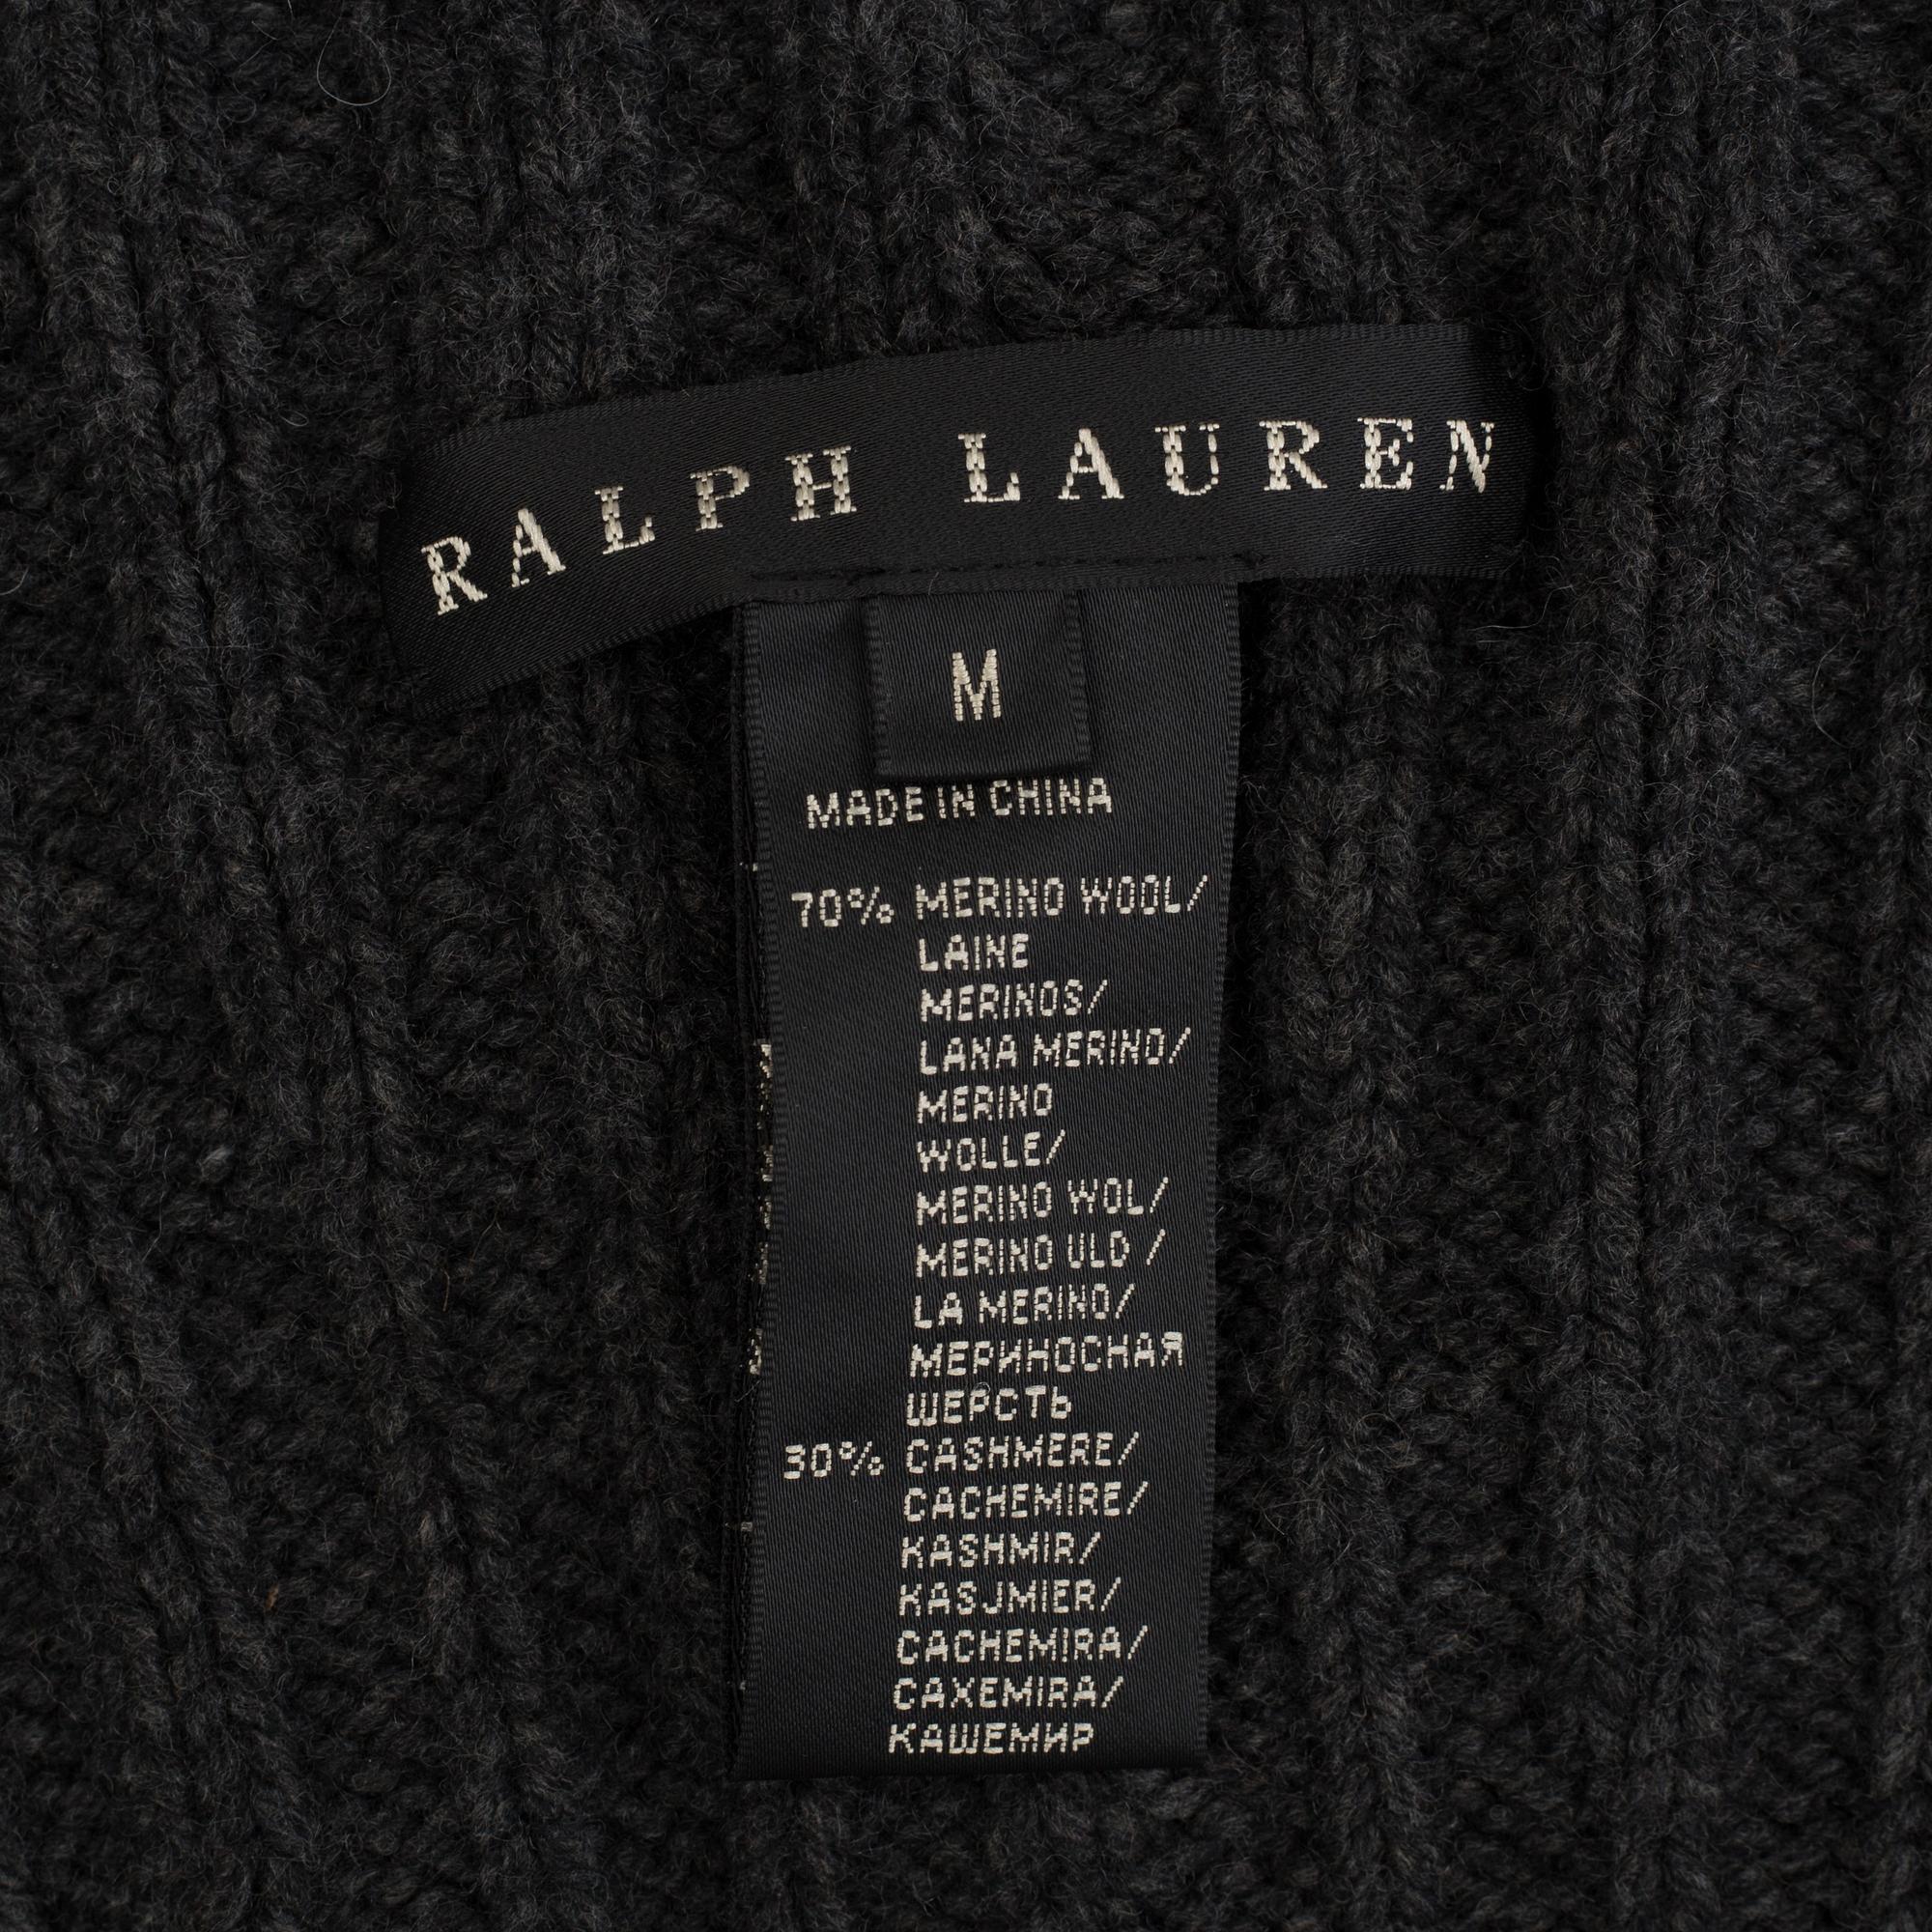 RALPH LAUREN
M
MADE IN CHINA
70% MERINO WOOL/
LAINE
MERINOS/
LANA MERINO/
MERINO
WOLLE/
MERINO WOL/
MERINO ULD /
LA MERINO/
МЕРИНОСНАЯ
ШЕРСТЬ
30% CASHMERE/
CACHEMIRE/
KASHMIR/
KASJMIER/
CACHEMIRA/
CAXEMIRA/
КАШЕМИР